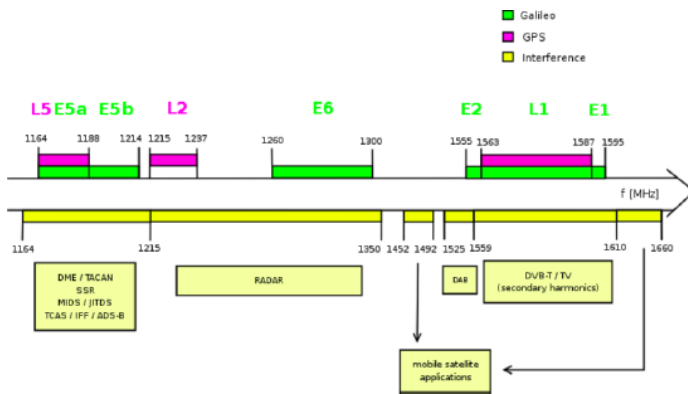 Galileo
GPS
Interference
L5 E5a E5b L2 E6 E2 L1 E1
1164 1188 1214 1215 1237 1260 1300 1555 1563 1587 1595
f [MHz]
1164 1215 1350 1452 1492 1525 1559 1610 1660
DME / TACAN
SSR
MIDS / JITDS
TCAS / IFF / ADS-B
RADAR
DAB
DVB-T / TV
(secondary harmonics)
mobile satellite
applications